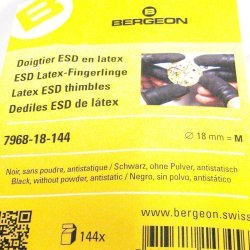 B
BERGEON
Doigtier ESD en latex
ESD Latex-Fingerlinge
Latex ESD thimbles
Dediles ESD de látex
7968-18-144
Ø 18 mm = M
Noir, sans poudre, antistatique / Schwarz, ohne Pulver, antistatisch
Black, without powder, antistatic / Negro, sin polvo, antistático
144x
www.bergeon.swiss